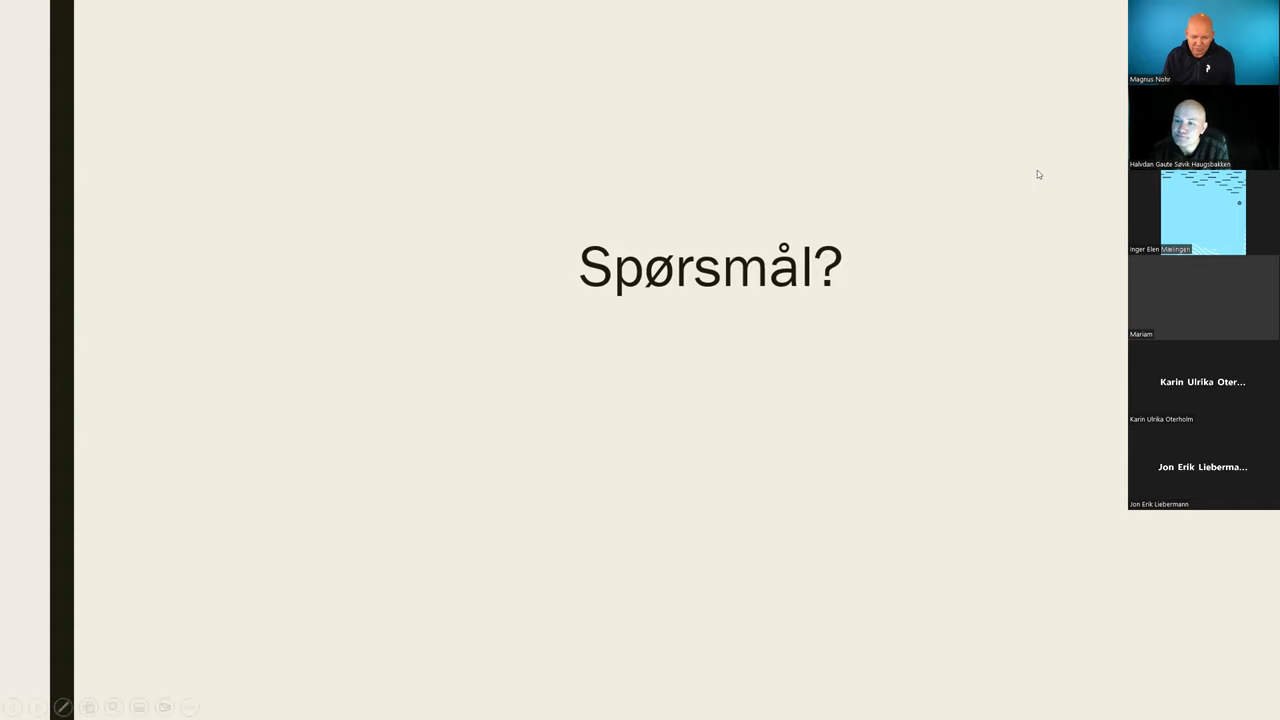 Spørsmål?
Magnus Nohr
Halvdan Gaute Søvik Haugsbakken
Inger Elen Mælingen
Mariam
Karin Ulrika Oter...
Karin Ulrika Oterholm
Jon Erik Lieberma...
Jon Erik Liebermann